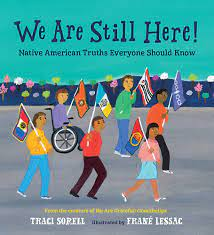 We Are Still Here!
Native American Truths Everyone Should Know
From the creators of We Are Grateful: Otsaliheliga
TRACI SORELL illustrated by FRANÉ LESSAC